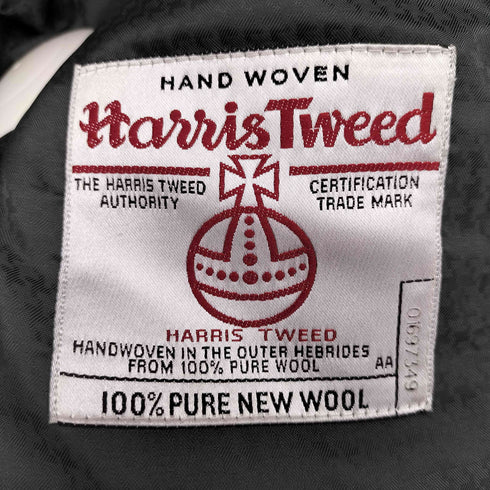 HAND WOVEN
Harris Tweed
THE HARRIS TWEED AUTHORITY
CERTIFICATION TRADE MARK
HARRIS TWEED
HANDWOVEN IN THE OUTER HEBRIDES
FROM 100% PURE WOOL
AA
0697349
100% PURE NEW WOOL